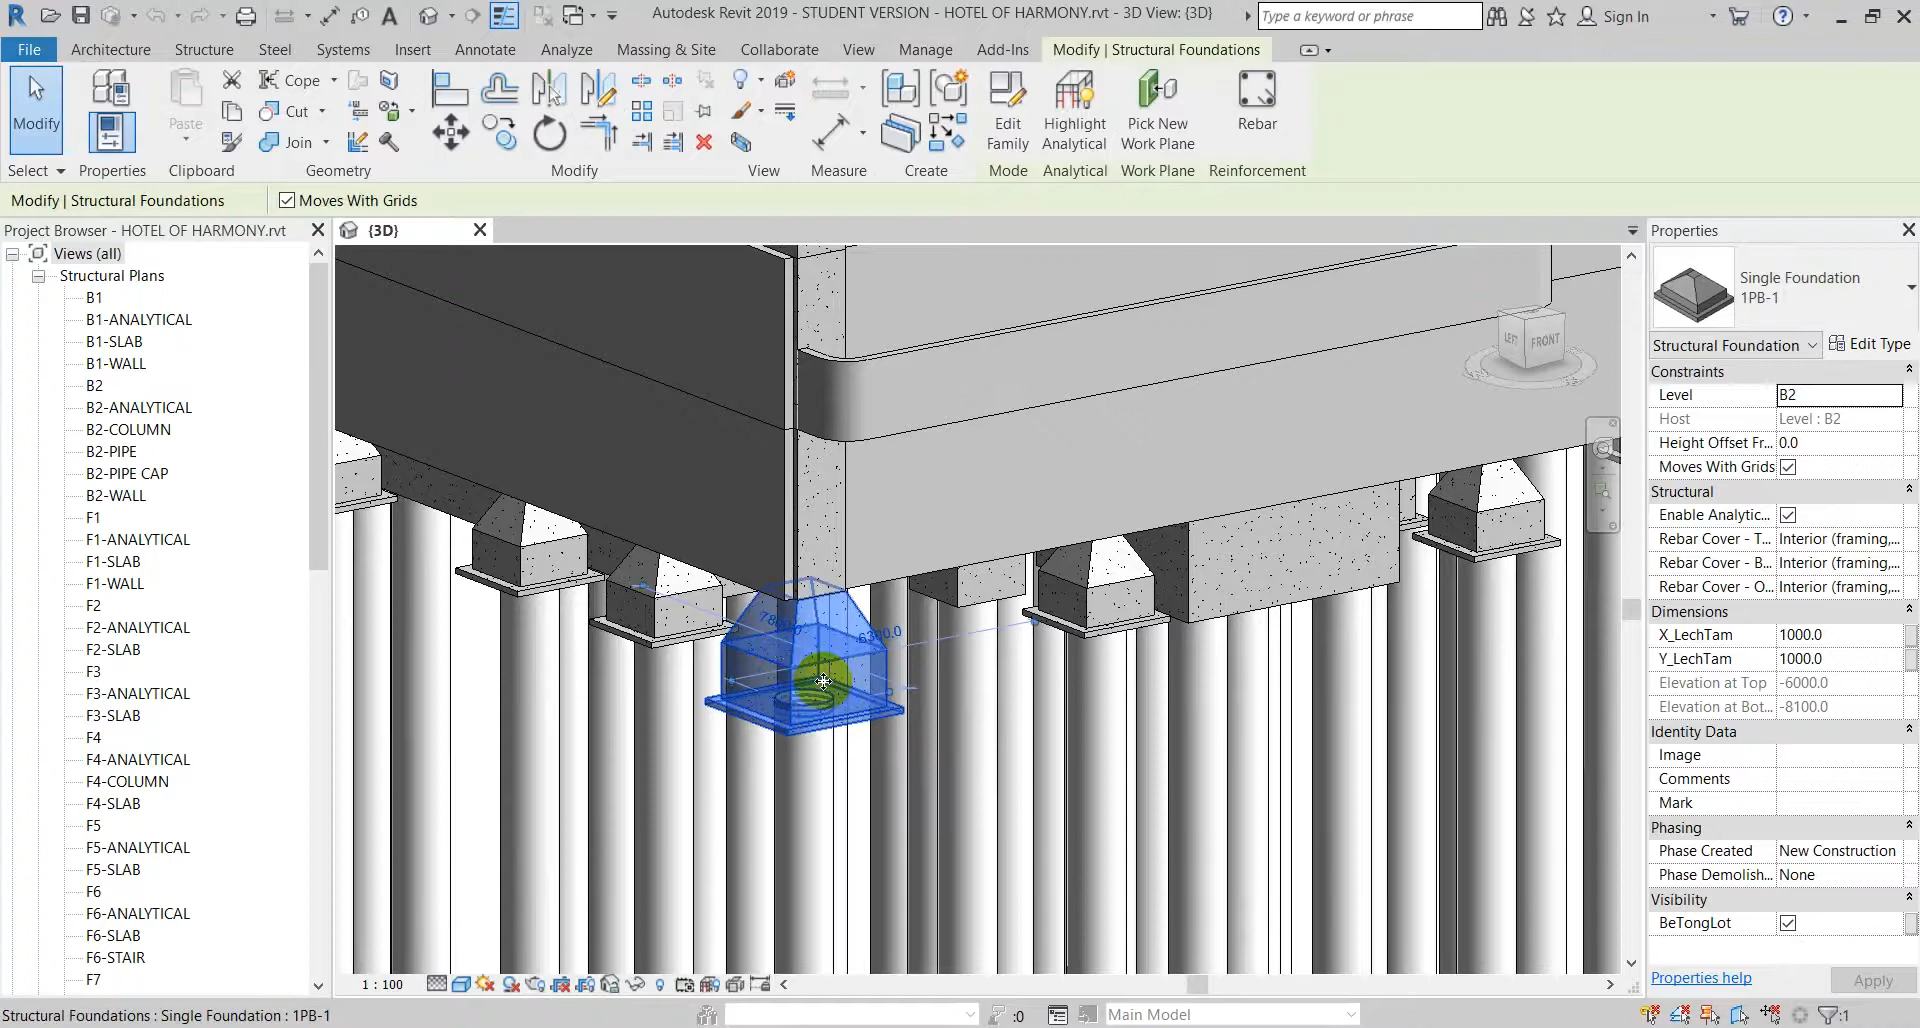 Autodesk Revit 2019 - STUDENT VERSION - HOTEL OF HARMONY.rvt - 3D View: {3D}
Type a keyword or phrase
Sign In
File
Architecture
Structure
Steel
Systems
Insert
Annotate
Analyze
Massing & Site
Collaborate
View
Manage
Add-Ins
Modify | Structural Foundations
Modify
Paste
Cope
Cut
Join
Edit
Family
Highlight
Analytical
Pick New
Work Plane
Rebar
Select
Properties
Clipboard
Geometry
Modify
View
Measure
Create
Mode
Analytical
Work Plane
Reinforcement
Modify | Structural Foundations
Moves With Grids
Project Browser - HOTEL OF HARMONY.rvt
Views (all)
Structural Plans
B1
B1-ANALYTICAL
B1-SLAB
B1-WALL
B2
B2-ANALYTICAL
B2-COLUMN
B2-PIPE
B2-PIPE CAP
B2-WALL
F1
F1-ANALYTICAL
F1-SLAB
F1-WALL
F2
F2-ANALYTICAL
F2-SLAB
F3
F3-ANALYTICAL
F3-SLAB
F4
F4-ANALYTICAL
F4-COLUMN
F4-SLAB
F5
F5-ANALYTICAL
F5-SLAB
F6
F6-ANALYTICAL
F6-SLAB
F6-STAIR
F7
{3D}
LEFT
FRONT
1 : 100
Properties
Single Foundation
1PB-1
Structural Foundation
Edit Type
Constraints
Level B2
Host Level : B2
Height Offset Fr... 0.0
Moves With Grids
Structural
Enable Analytic...
Rebar Cover - T... Interior (framing,...
Rebar Cover - B... Interior (framing,...
Rebar Cover - O... Interior (framing,...
Dimensions
X_LechTam 1000.0
Y_LechTam 1000.0
Elevation at Top -6000.0
Elevation at Bot... -8100.0
Identity Data
Image
Comments
Mark
Phasing
Phase Created New Construction
Phase Demolish... None
Visibility
BeTongLot
Properties help
Apply
Structural Foundations : Single Foundation : 1PB-1
:0
Main Model
:1